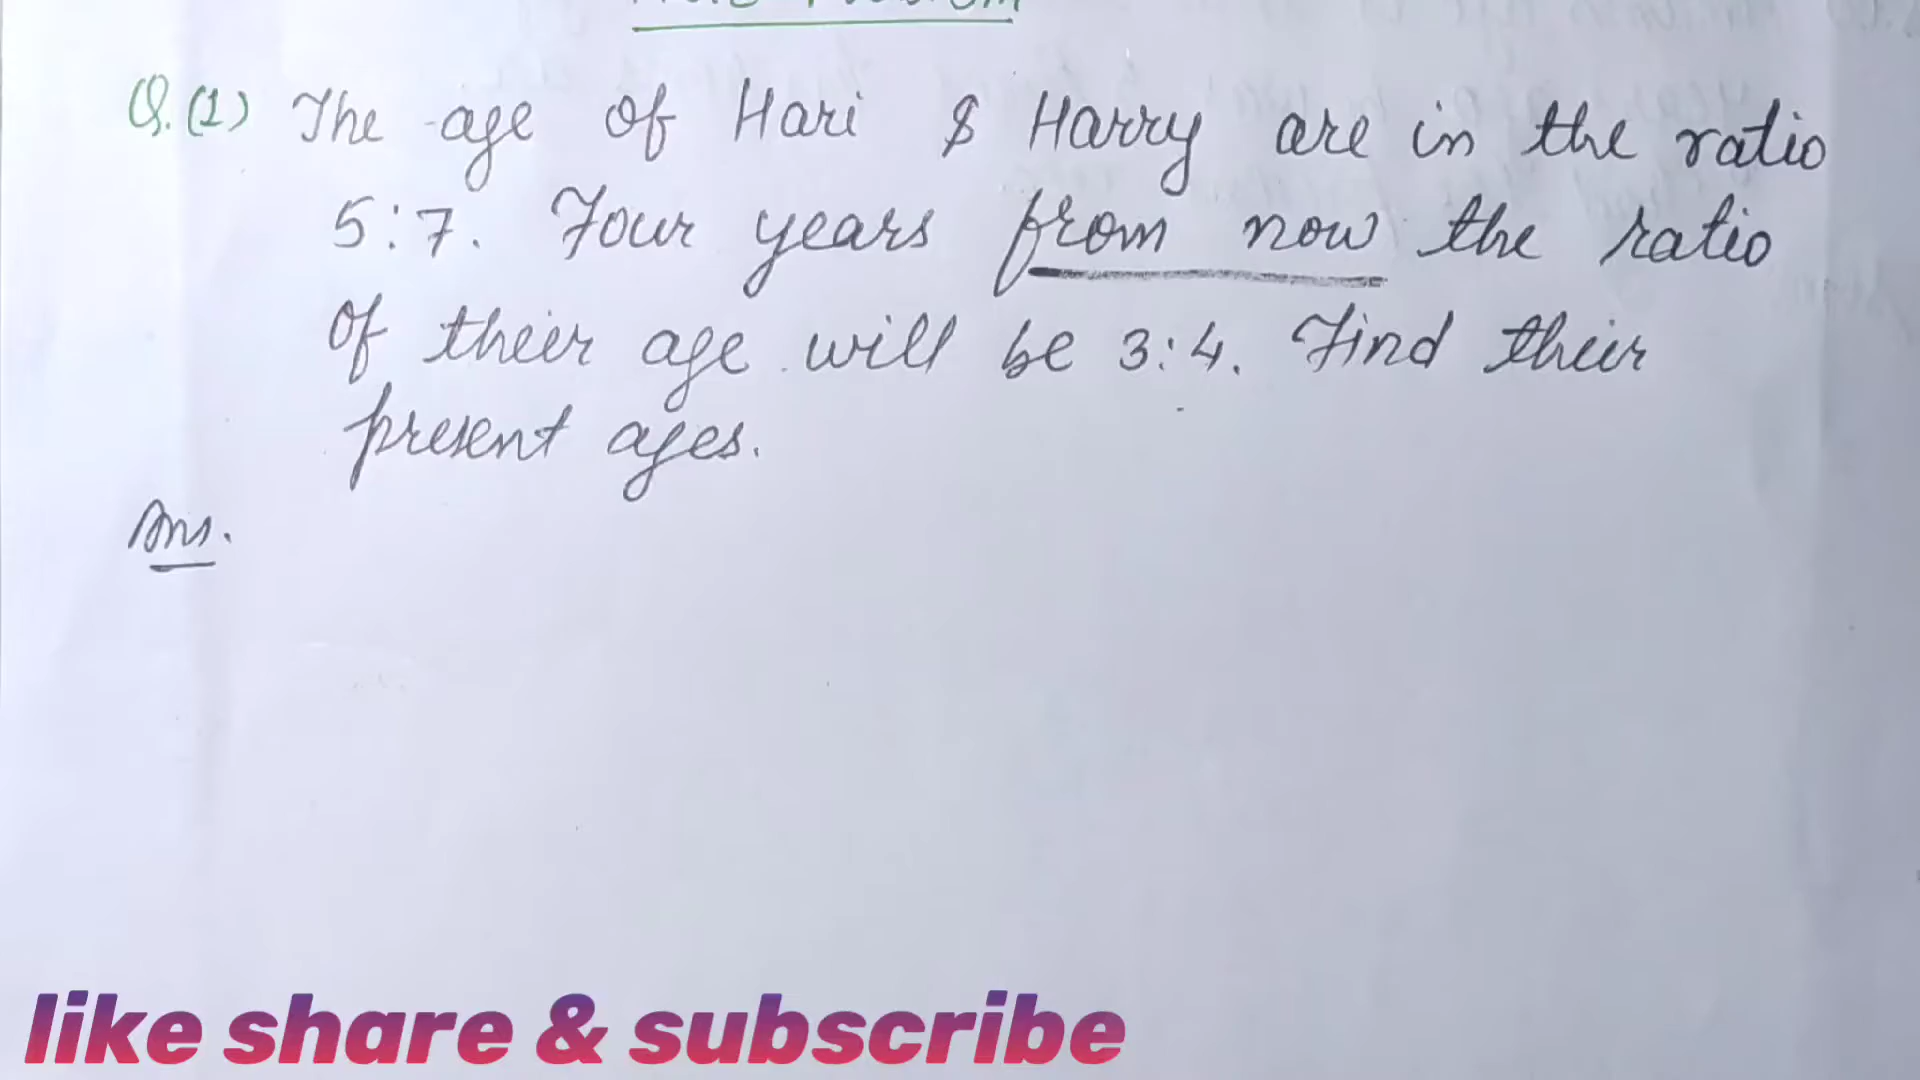 Q.(1) The age of Hari & Harry are in the ratio
5:7. Four years from now the ratio
of their age will be 3:4. Find their
present ages.
Ans.
like share & subscribe